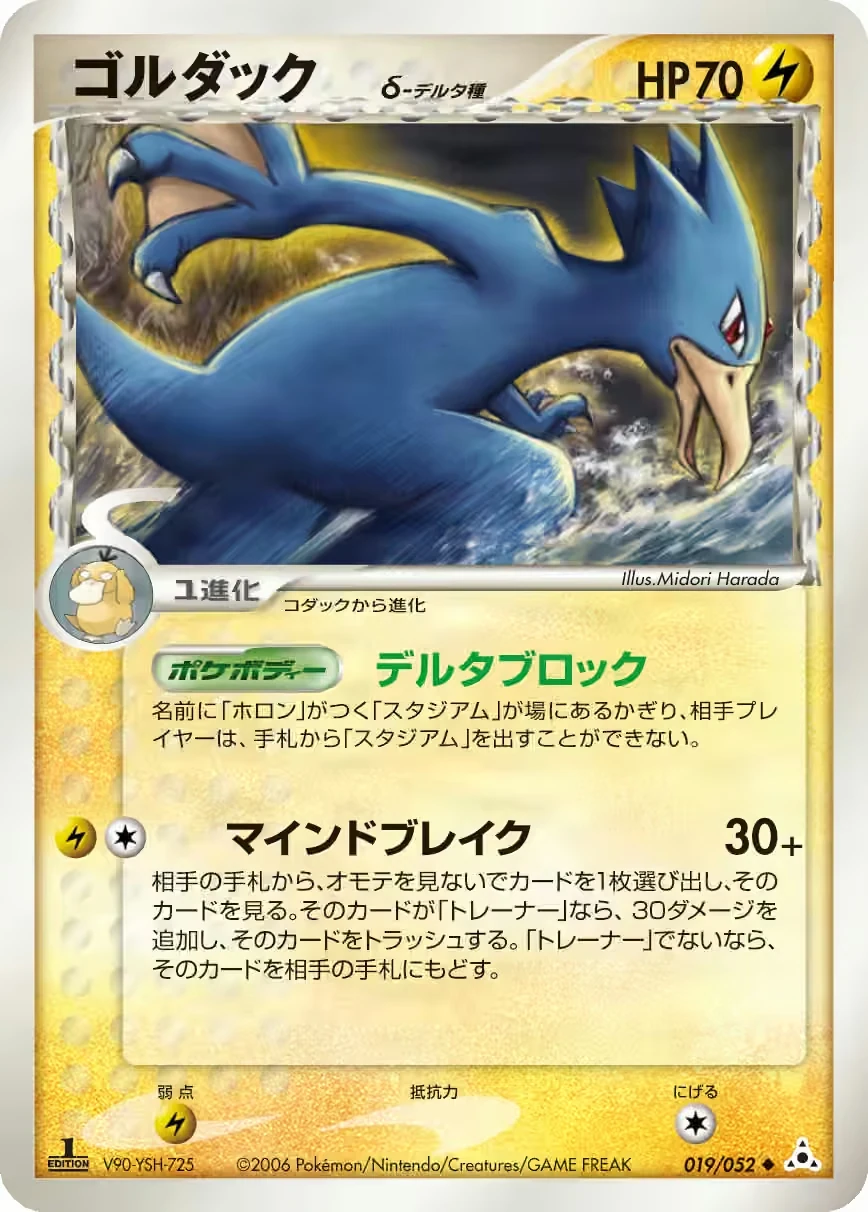 ゴルダック δ-デルタ種 HP70
Illus.Midori Harada
1進化 コダックから進化
ポケボディー デルタブロック
名前に「ホロン」がつく「スタジアム」が場にあるかぎり、相手プレ
イヤーは、手札から「スタジアム」を出すことができない。
マインドブレイク 30+
相手の手札から、オモテを見ないでカードを1枚選び出し、その
カードを見る。そのカードが「トレーナー」なら、30ダメージを
追加し、そのカードをトラッシュする。「トレーナー」でないなら、
そのカードを相手の手札にもどす。
弱点 抵抗力 にげる
1 EDITION V90-YSH-725 ©2006 Pokémon/Nintendo/Creatures/GAME FREAK 019/052 ◆